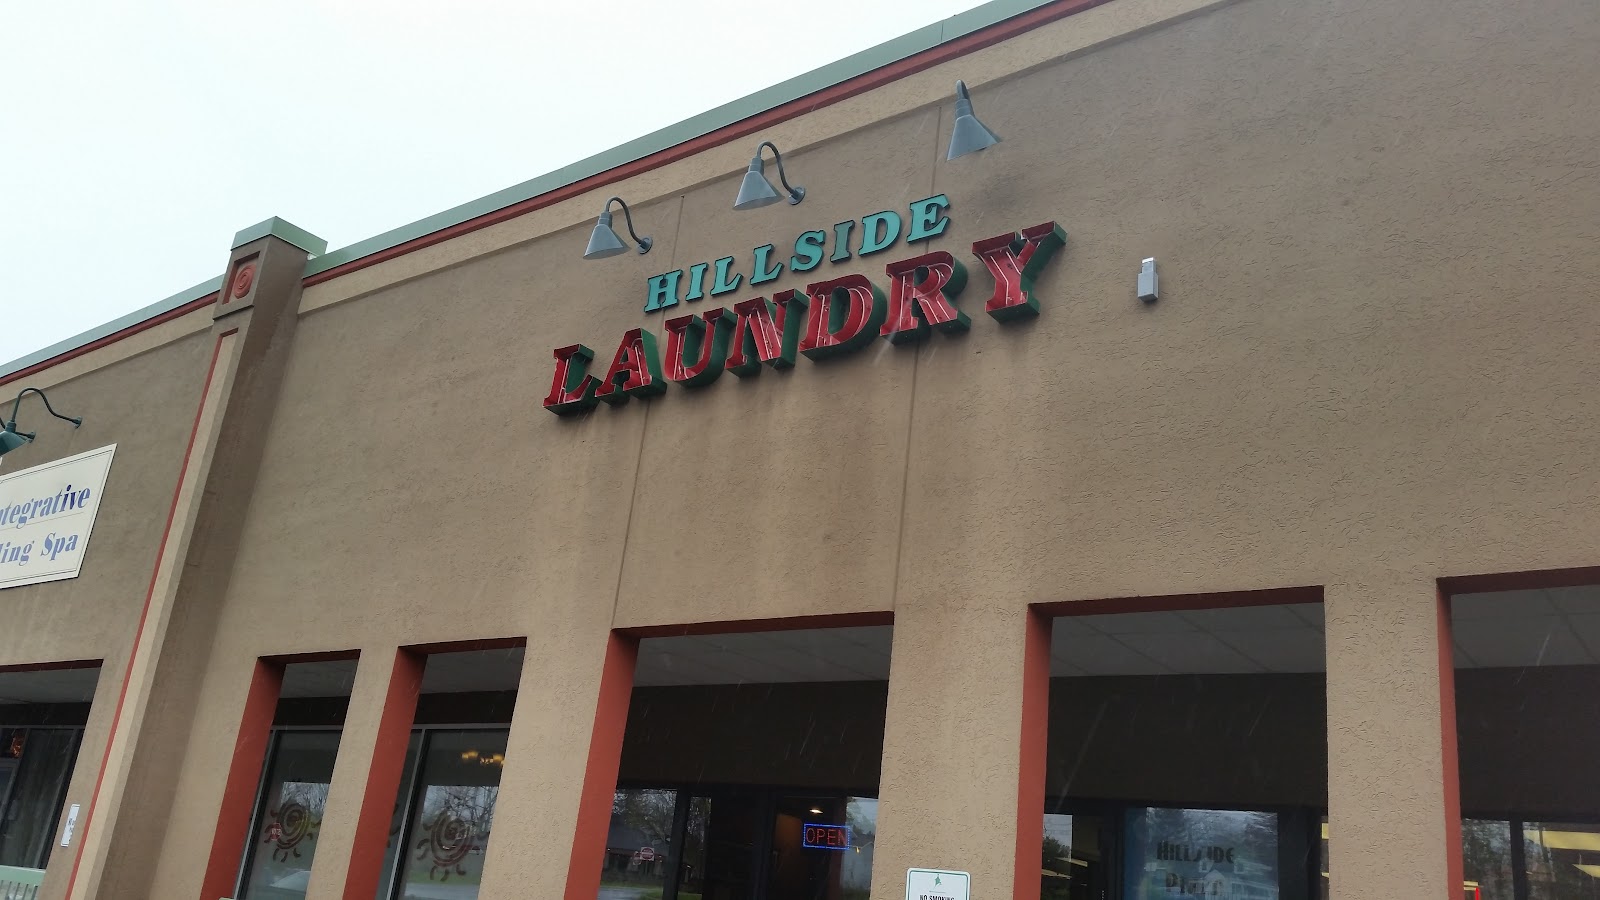 HILLSIDE
LAUNDRY
ntegrative
ling Spa
OPEN
HILLSIDE
NO SMOKING